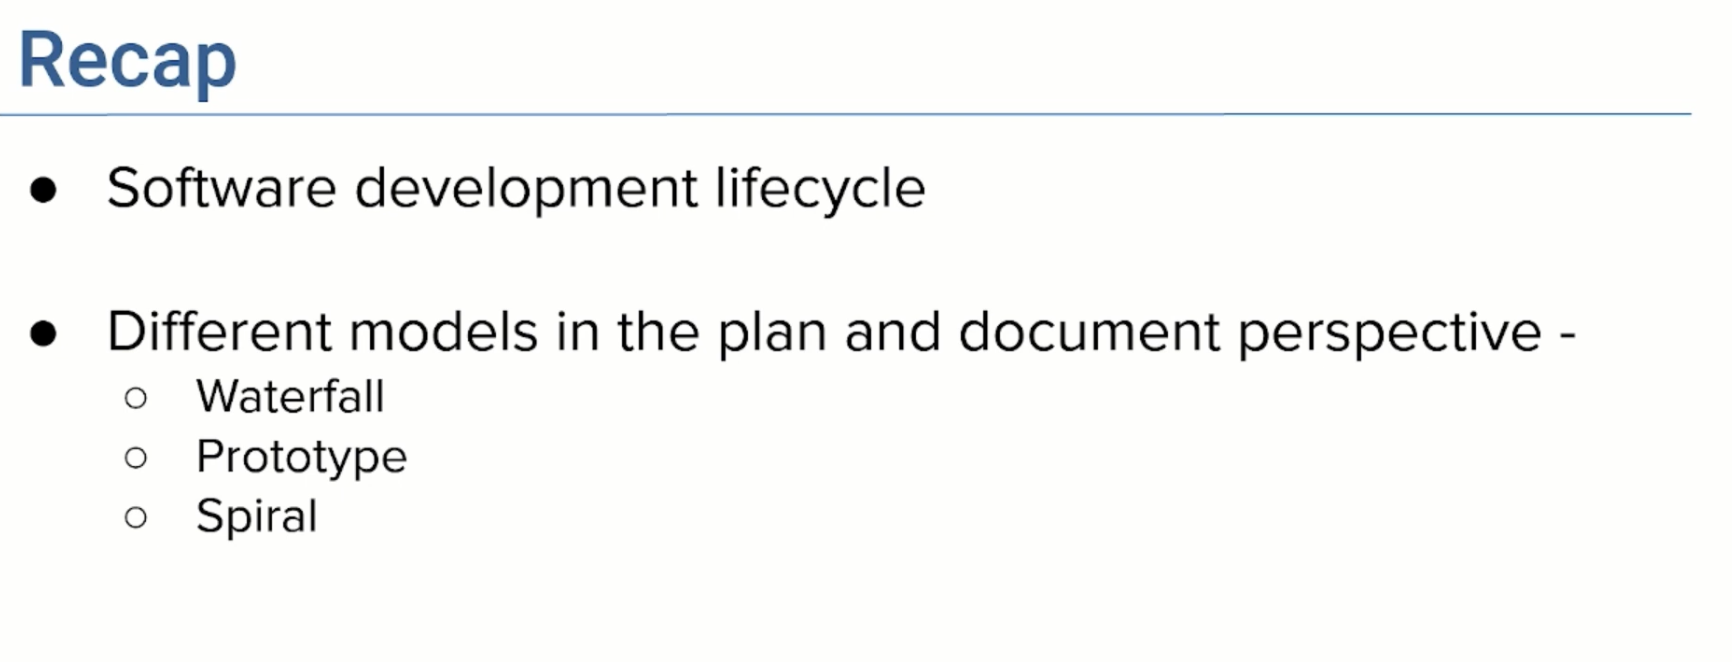 Recap
● Software development lifecycle
● Different models in the plan and document perspective -
○ Waterfall
○ Prototype
○ Spiral